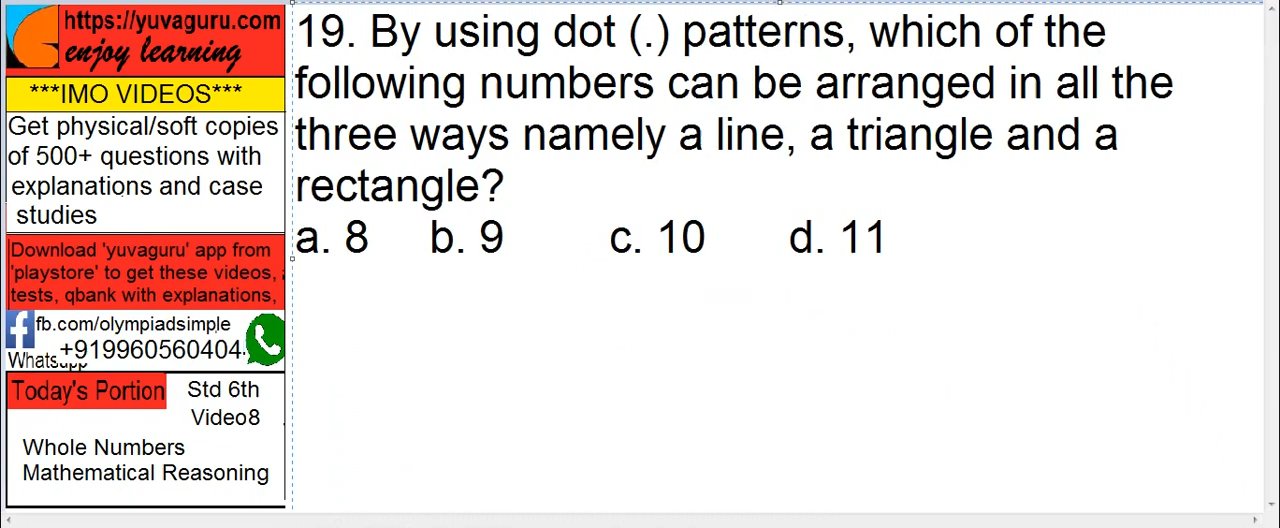 https://yuvaguru.com
enjoy learning
***IMO VIDEOS***
Get physical/soft copies
of 500+ questions with
explanations and case
studies
Download 'yuvaguru' app from
'playstore' to get these videos,
tests, qbank with explanations,
fb.com/olympiadsimple
+919960560404
Whatsupp
Today's Portion
Std 6th
Video8
Whole Numbers
Mathematical Reasoning
19. By using dot (.) patterns, which of the
following numbers can be arranged in all the
three ways namely a line, a triangle and a
rectangle?
a. 8 b. 9 c. 10 d. 11